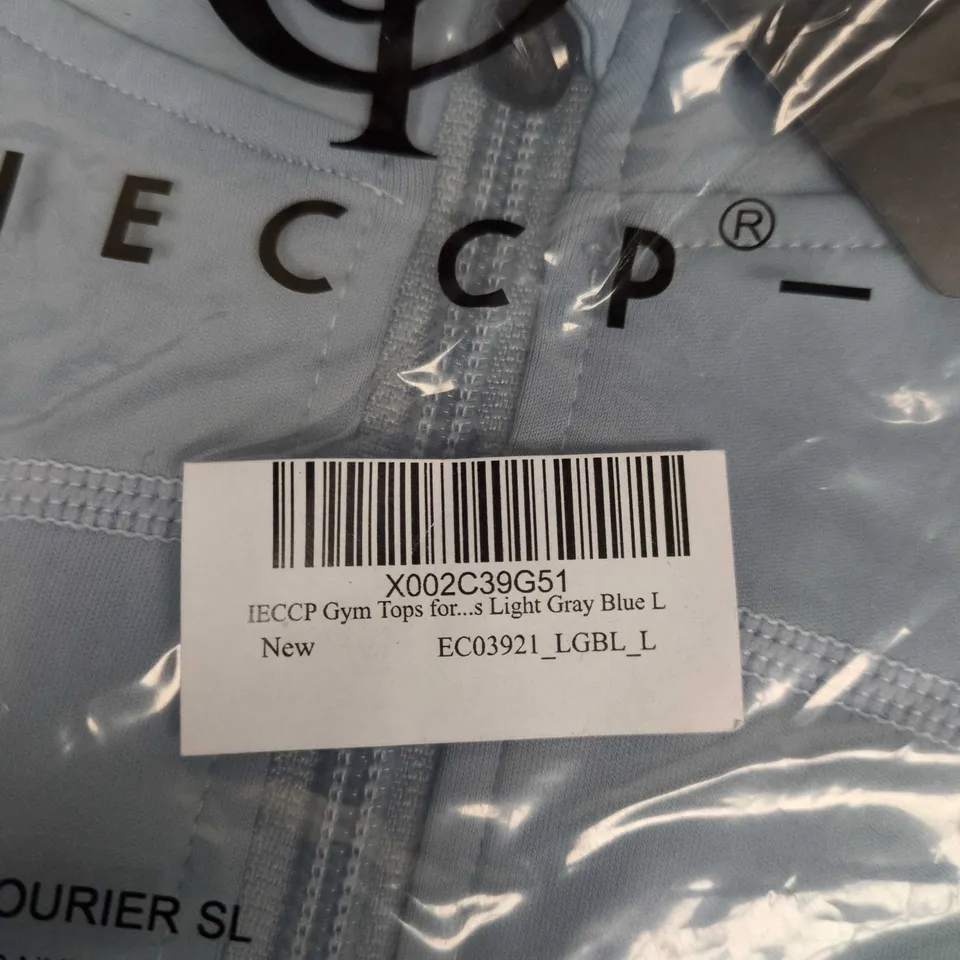 IECCP® —
X002C39G51
IECCP Gym Tops for...s Light Gray Blue L
New EC03921_LGBL_L
OURIER SL